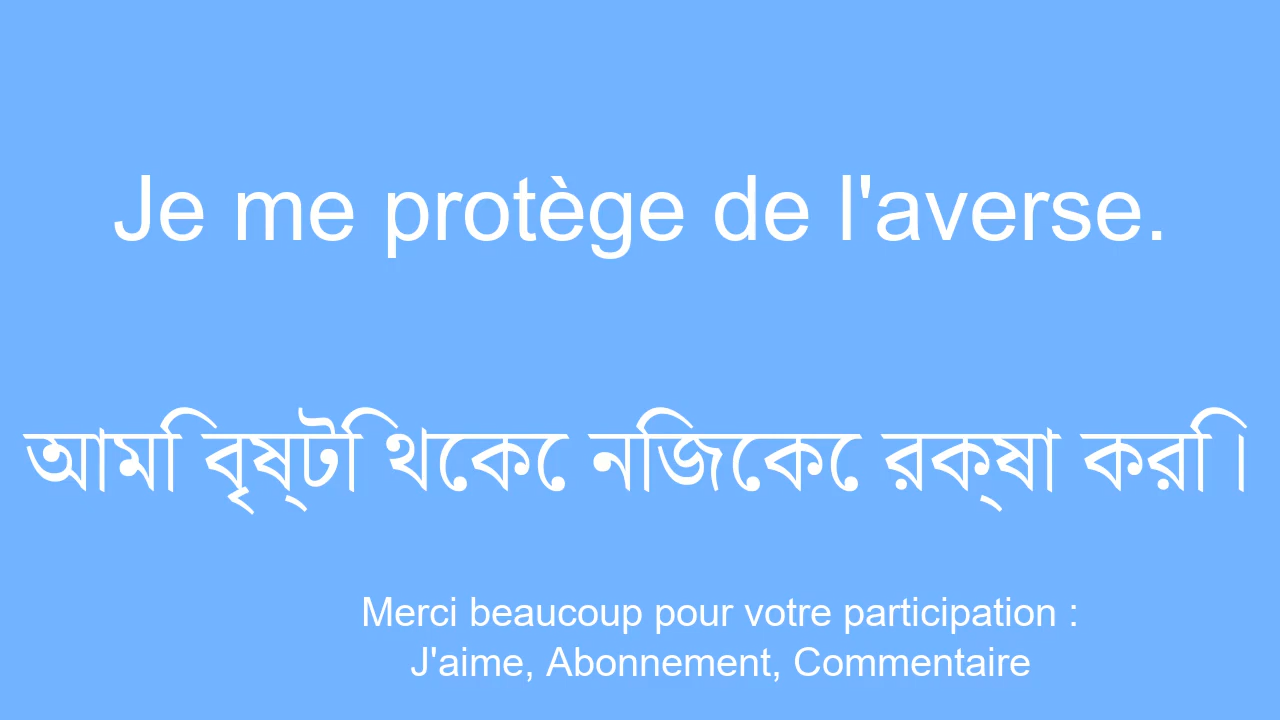 Je me protège de l'averse.
আমি বৃষ্টি থেকে নিজেকে রক্ষা করি।
Merci beaucoup pour votre participation :
J'aime, Abonnement, Commentaire